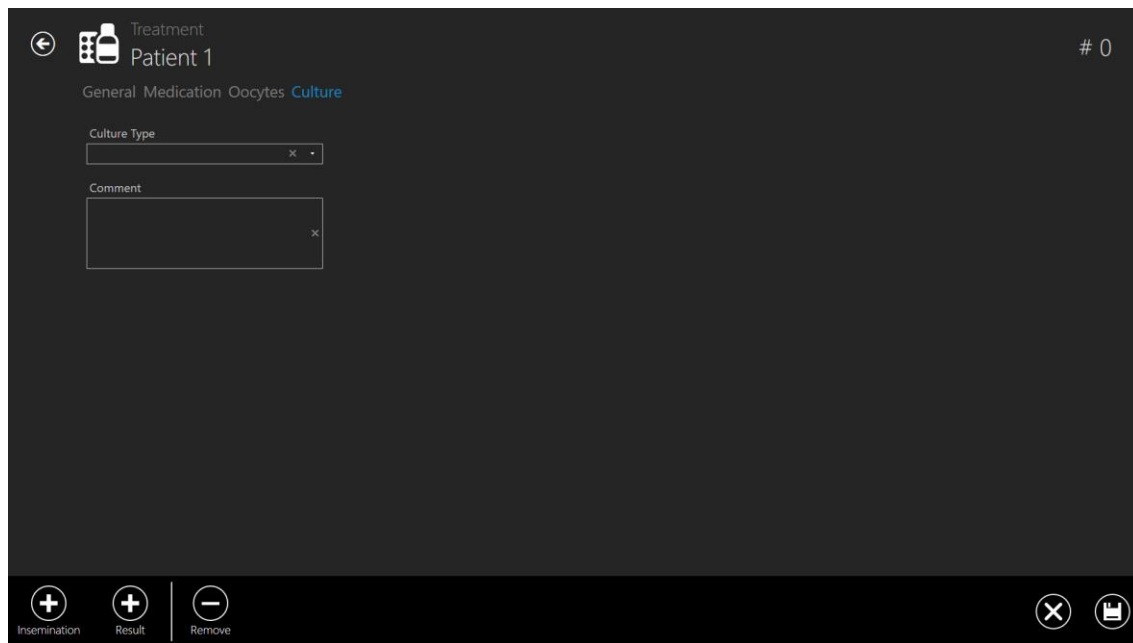 Treatment
Patient 1
# 0
General Medication Oocytes Culture
Culture Type
Comment
Insemination
Result
Remove